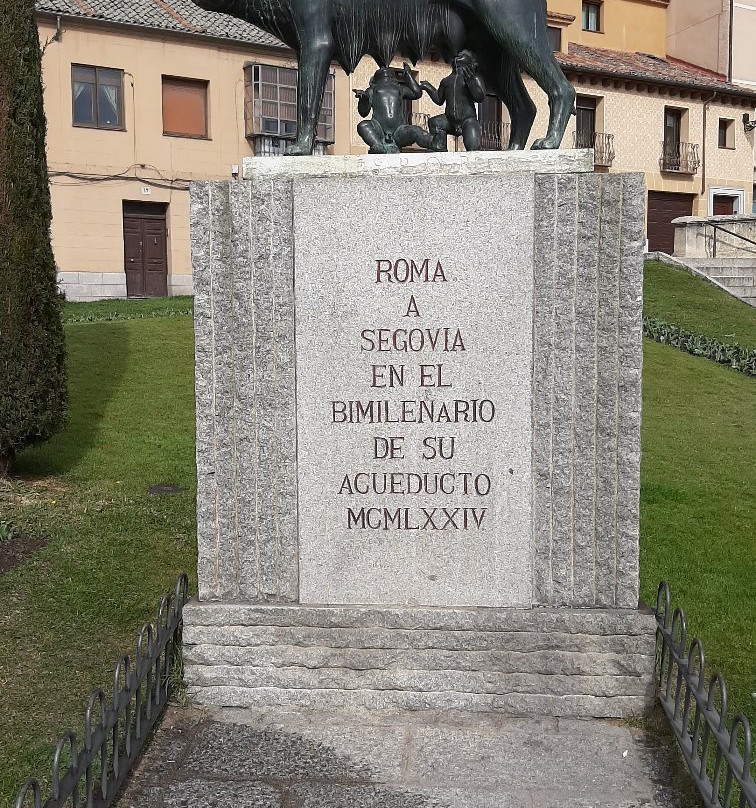 ROMA
A
SEGOVIA
EN EL
BIMILENARIO
DE SU
ACUEDUCTO
MCMLXXIV